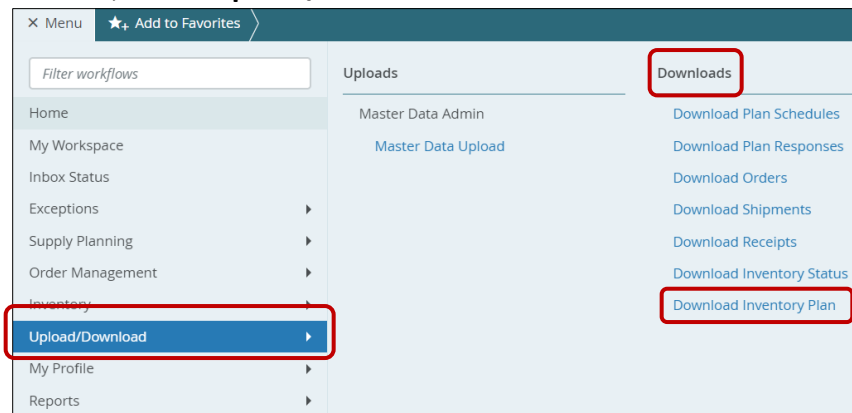 Menu
Add to Favorites
Filter workflows
Home
My Workspace
Inbox Status
Exceptions
Supply Planning
Order Management
Inventory
Upload/Download
My Profile
Reports
Uploads
Master Data Admin
Master Data Upload
Downloads
Download Plan Schedules
Download Plan Responses
Download Orders
Download Shipments
Download Receipts
Download Inventory Status
Download Inventory Plan